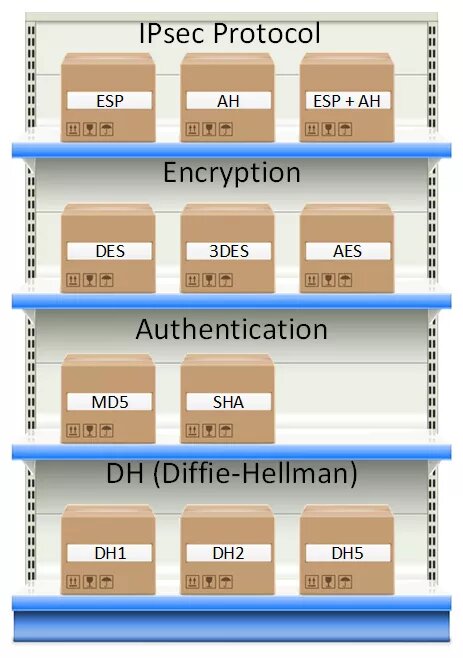 IPsec Protocol
ESP AH ESP + AH
Encryption
DES 3DES AES
Authentication
MD5 SHA
DH (Diffie-Hellman)
DH1 DH2 DH5